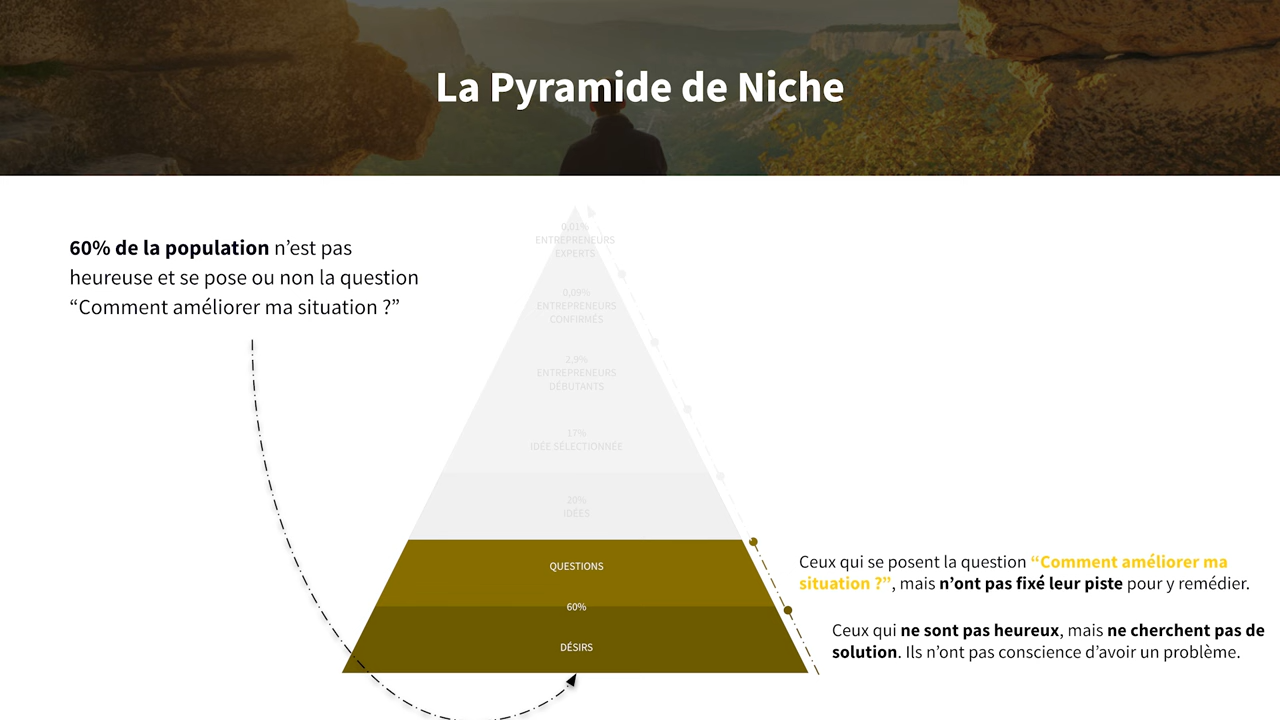 La Pyramide de Niche
60% de la population n’est pas
heureuse et se pose ou non la question
“Comment améliorer ma situation ?”
0,01%
ENTREPRENEURS
EXPERTS
0,09%
ENTREPRENEURS
CONFIRMÉS
2,9%
ENTREPRENEURS
DÉBUTANTS
17%
IDÉE SÉLECTIONNÉE
20%
IDÉES
QUESTIONS
60%
DÉSIRS
Ceux qui se posent la question “Comment améliorer ma
situation ?”, mais n’ont pas fixé leur piste pour y remédier.
Ceux qui ne sont pas heureux, mais ne cherchent pas de
solution. Ils n’ont pas conscience d’avoir un problème.